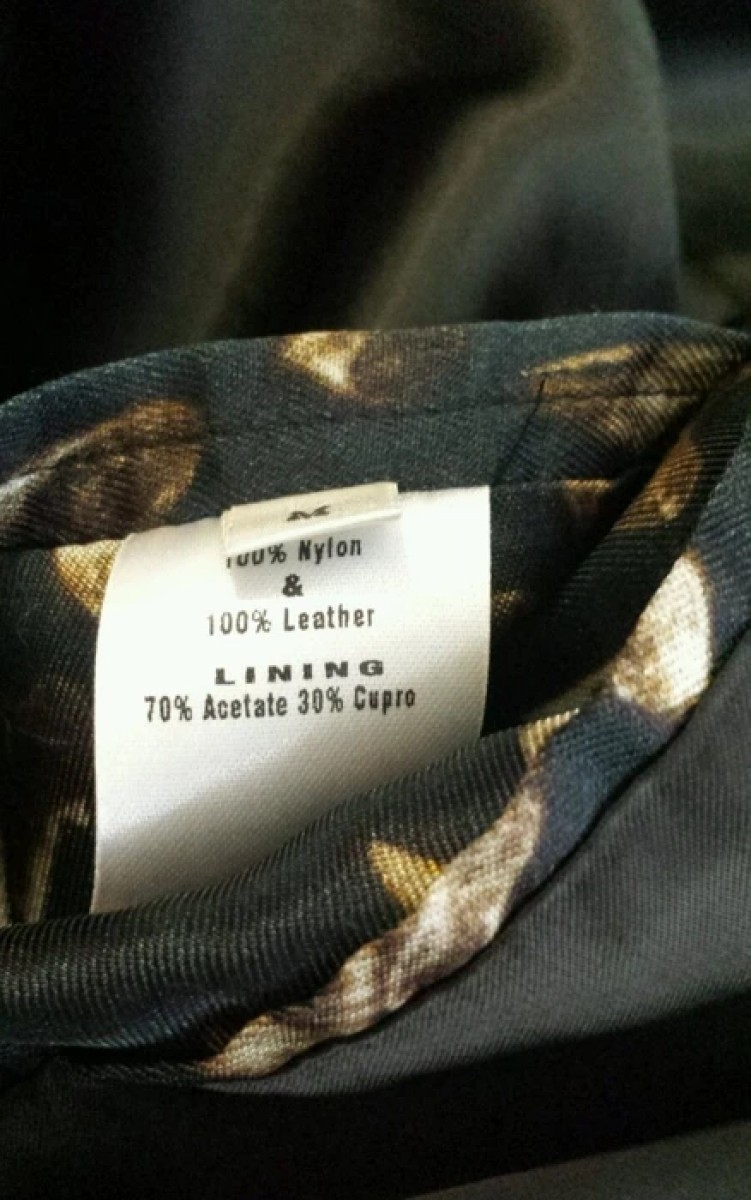 M
100% Nylon
&
100% Leather
LINING
70% Acetate 30% Cupro